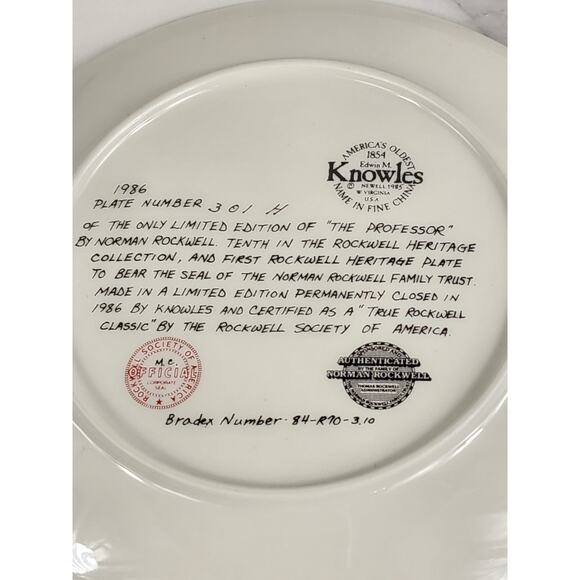 AMERICA'S OLDEST
1854
Edwin M.
Knowles
© NEWELL 1985
W VIRGINIA
U.S.A
NAME IN FINE CHINA
1986
PLATE NUMBER 301 H
OF THE ONLY LIMITED EDITION OF "THE PROFESSOR"
BY NORMAN ROCKWELL. TENTH IN THE ROCKWELL HERITAGE
COLLECTION, AND FIRST ROCKWELL HERITAGE PLATE
TO BEAR THE SEAL OF THE NORMAN ROCKWELL FAMILY TRUST.
MADE IN A LIMITED EDITION PERMANENTLY CLOSED IN
1986 BY KNOWLES AND CERTIFIED AS A "TRUE ROCKWELL
CLASSIC" BY THE ROCKWELL SOCIETY OF AMERICA.
ROCKWELL SOCIETY OF AMERICA
M.C.
OFFICIAL
CORPORATE
SEAL
SPONSORED AND
AUTHENTICATED
BY THE FAMILY OF
NORMAN ROCKWELL
THOMAS ROCKWELL
ADMINISTRATOR
Bradex Number - 84-R70-3.10